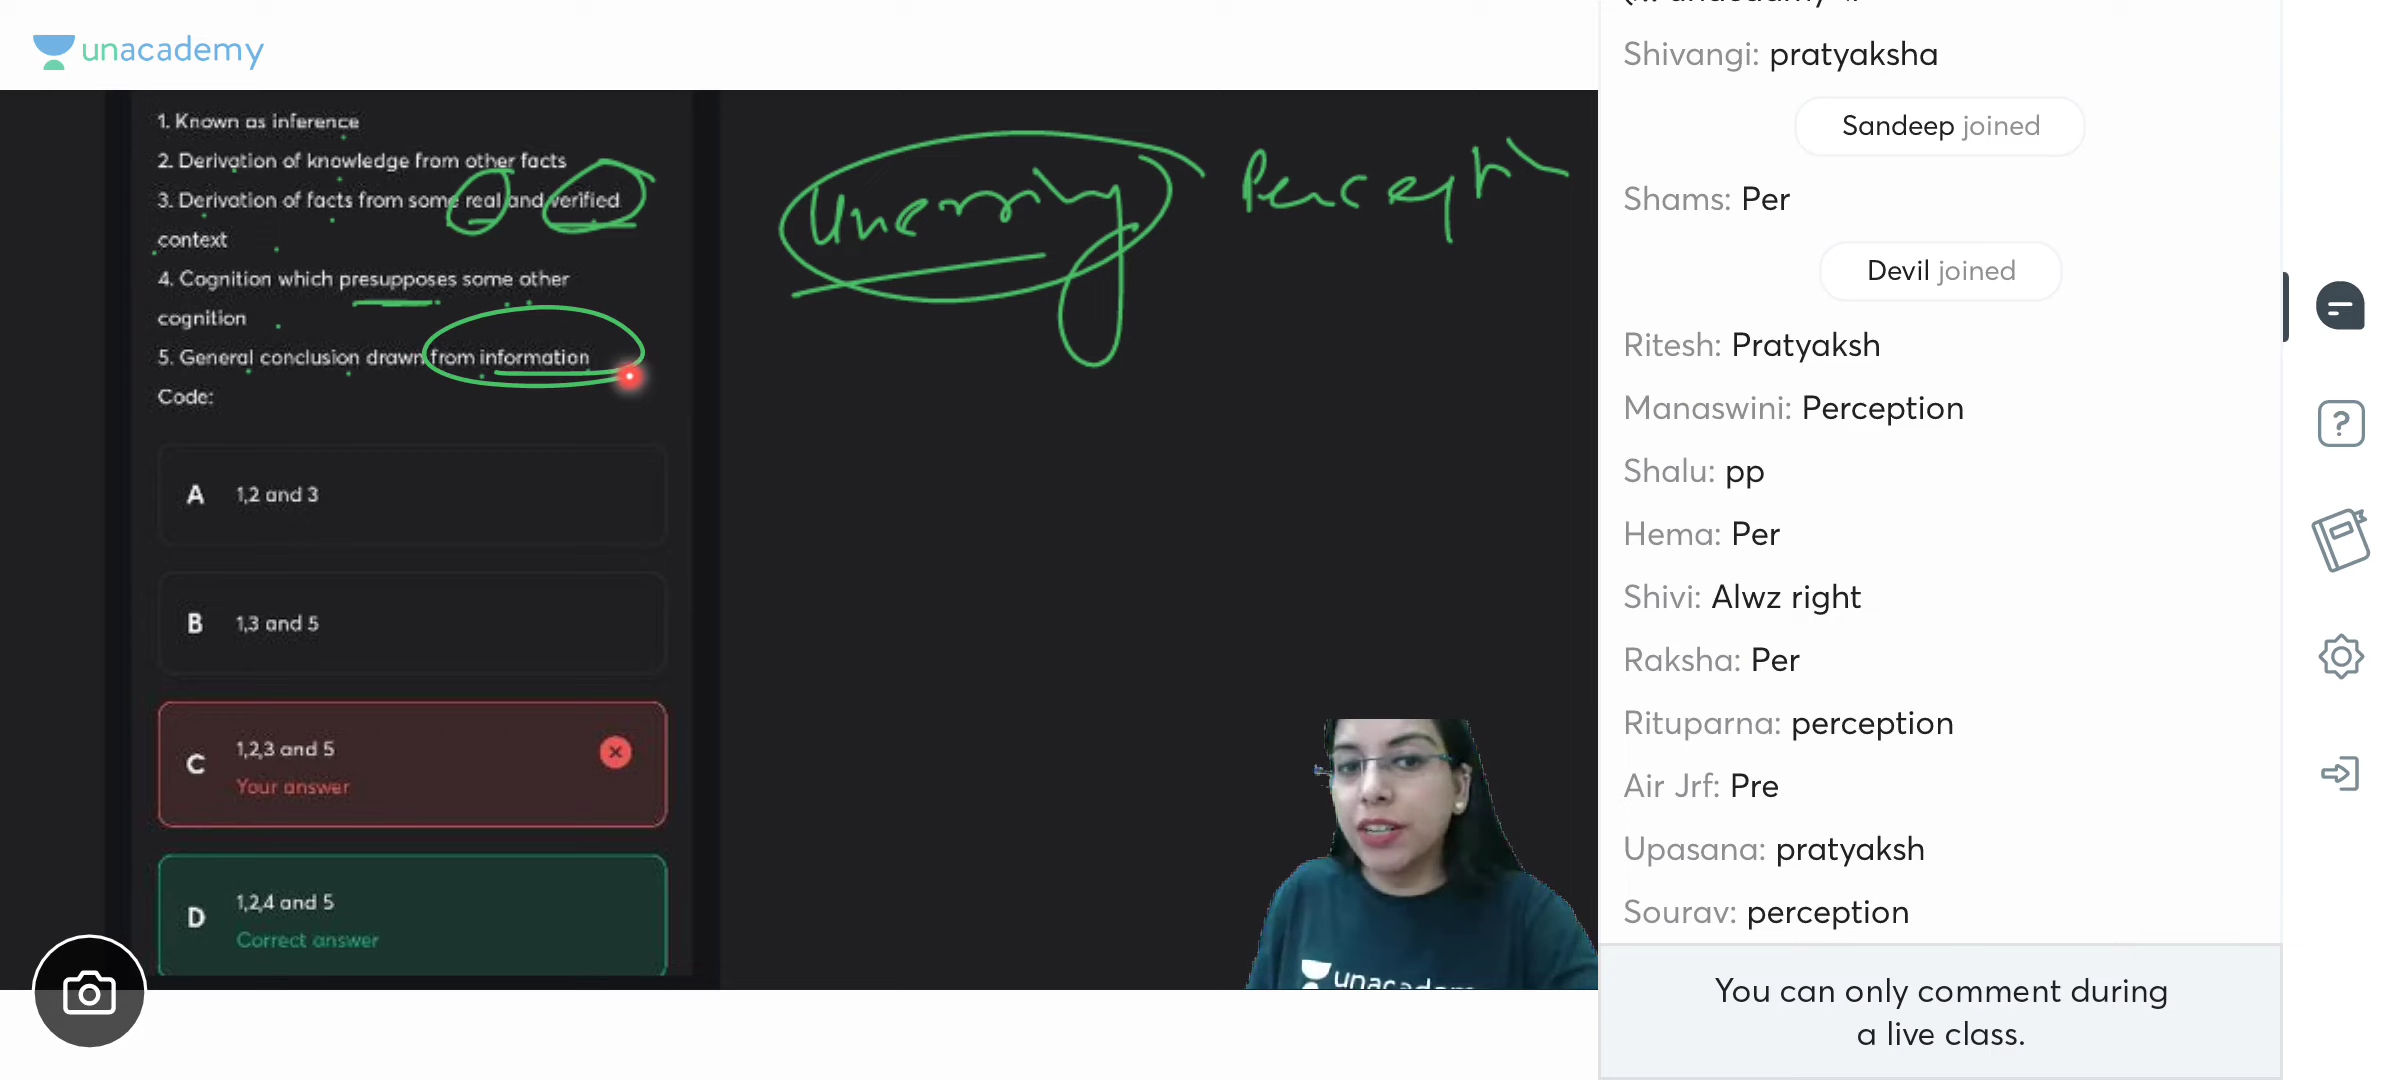 unacademy
1. Known as inference
2. Derivation of knowledge from other facts
3. Derivation of facts from some real and verified
context
4. Cognition which presupposes some other
cognition
5. General conclusion drawn from information
Code:
A 1,2 and 3
B 1,3 and 5
C 1,2,3 and 5
Your answer
D 1,2,4 and 5
Correct answer
unacademy
Shivangi: pratyaksha
Sandeep joined
Shams: Per
Devil joined
Ritesh: Pratyaksh
Manaswini: Perception
Shalu: pp
Hema: Per
Shivi: Alwz right
Raksha: Per
Rituparna: perception
Air Jrf: Pre
Upasana: pratyaksh
Sourav: perception
You can only comment during
a live class.